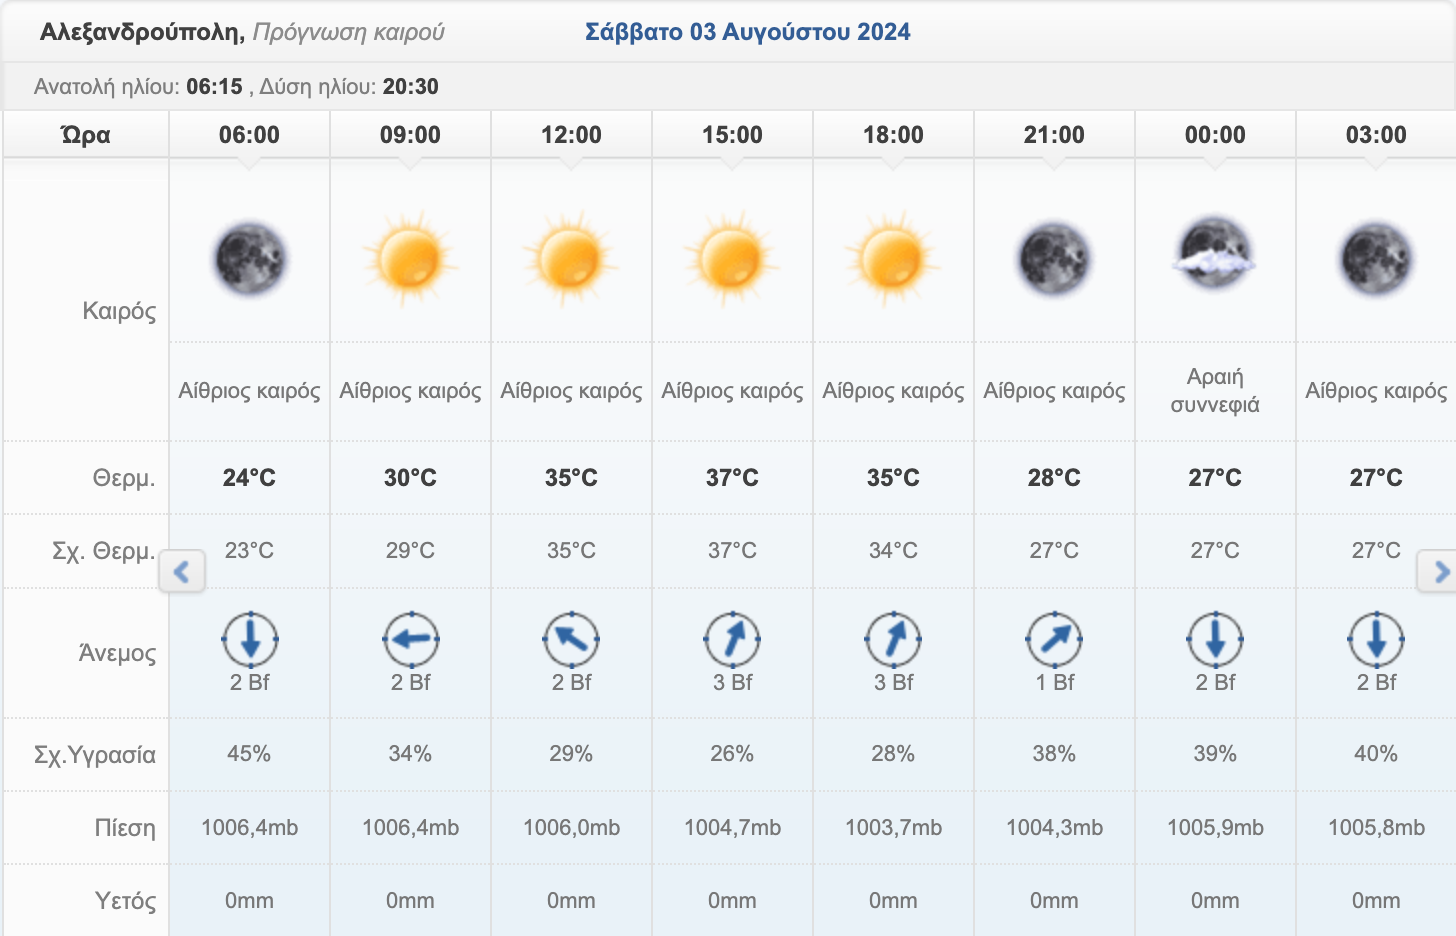 Αλεξανδρούπολη, Πρόγνωση καιρού Σάββατο 03 Αυγούστου 2024
Ανατολή ηλίου: 06:15 , Δύση ηλίου: 20:30
Ώρα 06:00 09:00 12:00 15:00 18:00 21:00 00:00 03:00
Καιρός
Αίθριος καιρός Αίθριος καιρός Αίθριος καιρός Αίθριος καιρός Αίθριος καιρός Αίθριος καιρός Αραιή συννεφιά Αίθριος καιρός
Θερμ. 24°C 30°C 35°C 37°C 35°C 28°C 27°C 27°C
Σχ. Θερμ. 23°C 29°C 35°C 37°C 34°C 27°C 27°C 27°C
Άνεμος 2 Bf 2 Bf 2 Bf 3 Bf 3 Bf 1 Bf 2 Bf 2 Bf
Σχ.Υγρασία 45% 34% 29% 26% 28% 38% 39% 40%
Πίεση 1006,4mb 1006,4mb 1006,0mb 1004,7mb 1003,7mb 1004,3mb 1005,9mb 1005,8mb
Υετός 0mm 0mm 0mm 0mm 0mm 0mm 0mm 0mm